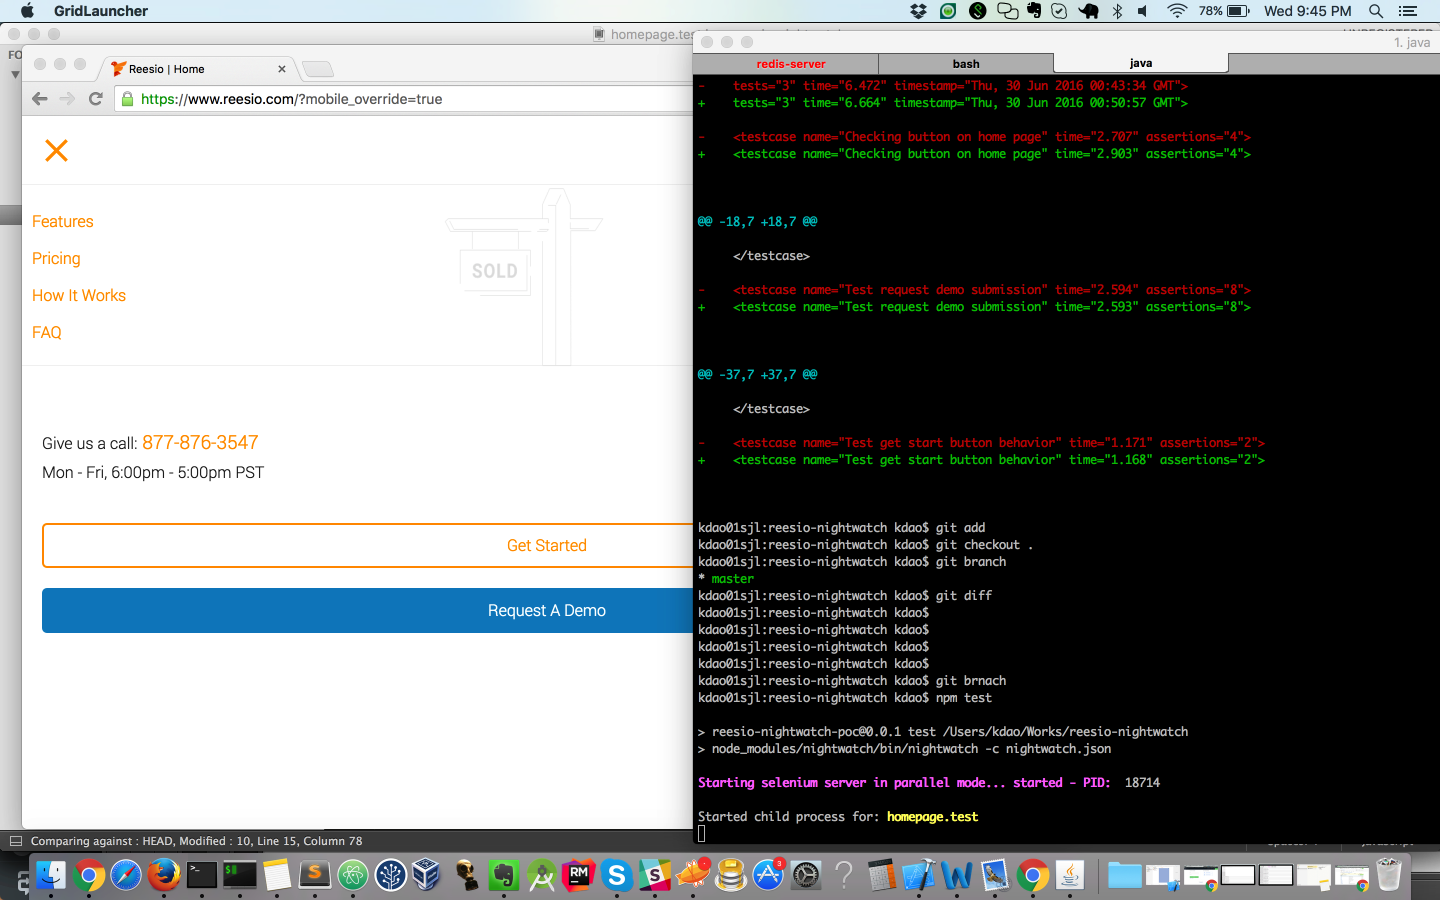 GridLauncher
78%
Wed 9:45 PM
homepage.te
1. java
FO
Reesio | Home
https://www.reesio.com/?mobile_override=true
Features
Pricing
How It Works
FAQ
SOLD
Give us a call: 877-876-3547
Mon - Fri, 6:00pm - 5:00pm PST
Get Started
Request A Demo
Comparing against : HEAD, Modified : 10, Line 15, Column 78
redis-server
bash
java
-    tests="3" time="6.472" timestamp="Thu, 30 Jun 2016 00:43:34 GMT">
+    tests="3" time="6.664" timestamp="Thu, 30 Jun 2016 00:50:57 GMT">
-    <testcase name="Checking button on home page" time="2.707" assertions="4">
+    <testcase name="Checking button on home page" time="2.903" assertions="4">
@@ -18,7 +18,7 @@
</testcase>
-    <testcase name="Test request demo submission" time="2.594" assertions="8">
+    <testcase name="Test request demo submission" time="2.593" assertions="8">
@@ -37,7 +37,7 @@
</testcase>
-    <testcase name="Test get start button behavior" time="1.171" assertions="2">
+    <testcase name="Test get start button behavior" time="1.168" assertions="2">
kdao01sjl:reesio-nightwatch kdao$ git add
kdao01sjl:reesio-nightwatch kdao$ git checkout .
kdao01sjl:reesio-nightwatch kdao$ git branch
* master
kdao01sjl:reesio-nightwatch kdao$ git diff
kdao01sjl:reesio-nightwatch kdao$
kdao01sjl:reesio-nightwatch kdao$
kdao01sjl:reesio-nightwatch kdao$
kdao01sjl:reesio-nightwatch kdao$
kdao01sjl:reesio-nightwatch kdao$ git brnach
kdao01sjl:reesio-nightwatch kdao$ npm test
> reesio-nightwatch-poc@0.0.1 test /Users/kdao/Works/reesio-nightwatch
> node_modules/nightwatch/bin/nightwatch -c nightwatch.json
Starting selenium server in parallel mode... started - PID:  18714
Started child process for: homepage.test
RM
3